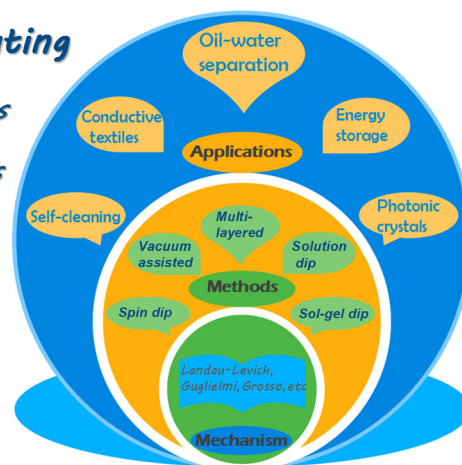 ating
s
s
Oil-water
separation
Conductive
textiles
Energy
storage
Applications
Self-cleaning
Photonic
crystals
Multi-
layered
Vacuum
assisted
Solution
dip
Methods
Spin dip
Sol-gel dip
Landau-Levich,
Guglielmi, Grosso, etc
Mechanism